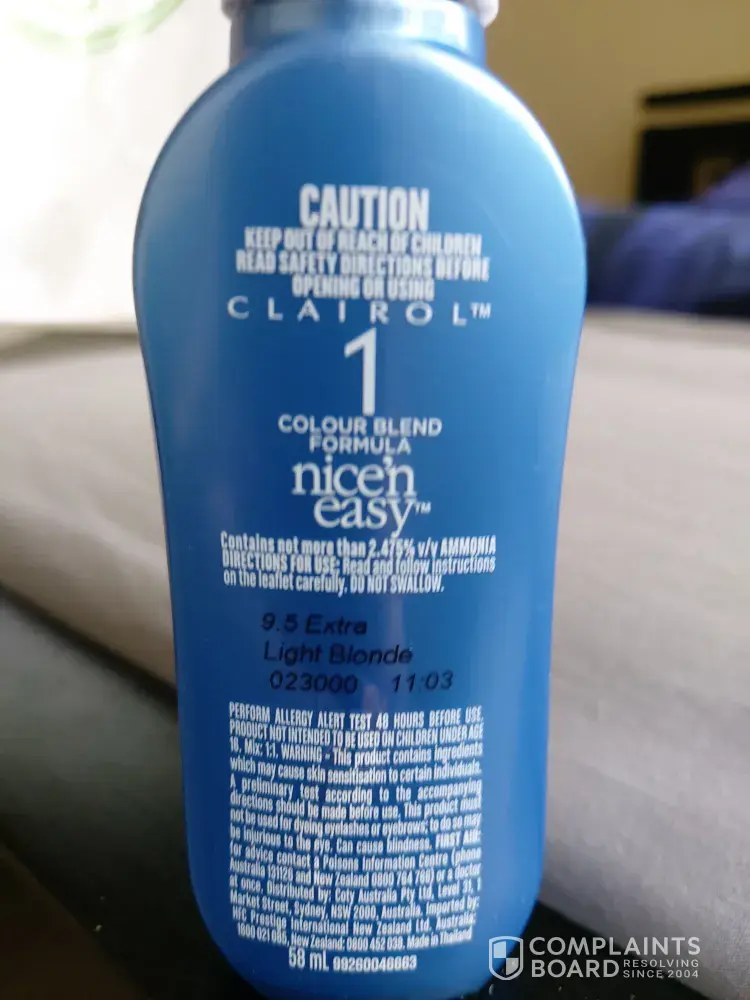 CAUTION
KEEP OUT OF REACH OF CHILDREN
READ SAFETY DIRECTIONS BEFORE
OPENING OR USING
CLAIROL™
1
COLOUR BLEND
FORMULA
nice'n
easy™
Contains not more than 2.475% v/v AMMONIA
DIRECTIONS FOR USE: Read and follow instructions
on the leaflet carefully. DO NOT SWALLOW.
9.5 Extra
Light Blonde
023000 11:03
PERFORM ALLERGY ALERT TEST 48 HOURS BEFORE USE.
PRODUCT NOT INTENDED TO BE USED ON CHILDREN UNDER AGE
16. Mix: 1:1. WARNING - This product contains ingredients
which may cause skin sensitisation to certain individuals.
A preliminary test according to the accompanying
directions should be made before use. This product must
not be used for dyeing eyelashes or eyebrows; to do so may
be injurious to the eye. Can cause blindness. FIRST AID:
For advice contact a Poisons Information Centre (phone
Australia 131126 and New Zealand 0800 764 766) or a Doctor
at once. Distributed by: Coty Australia Pty Ltd, Level 31, 1
Market Street, Sydney, NSW 2000, Australia. Imported by:
HFC Prestige International New Zealand Ltd. Australia:
1800 021 695, New Zealand: 0800 452 039. Made in Thailand
58 mL 99260046663
COMPLAINTS
BOARD RESOLVING
SINCE 2004